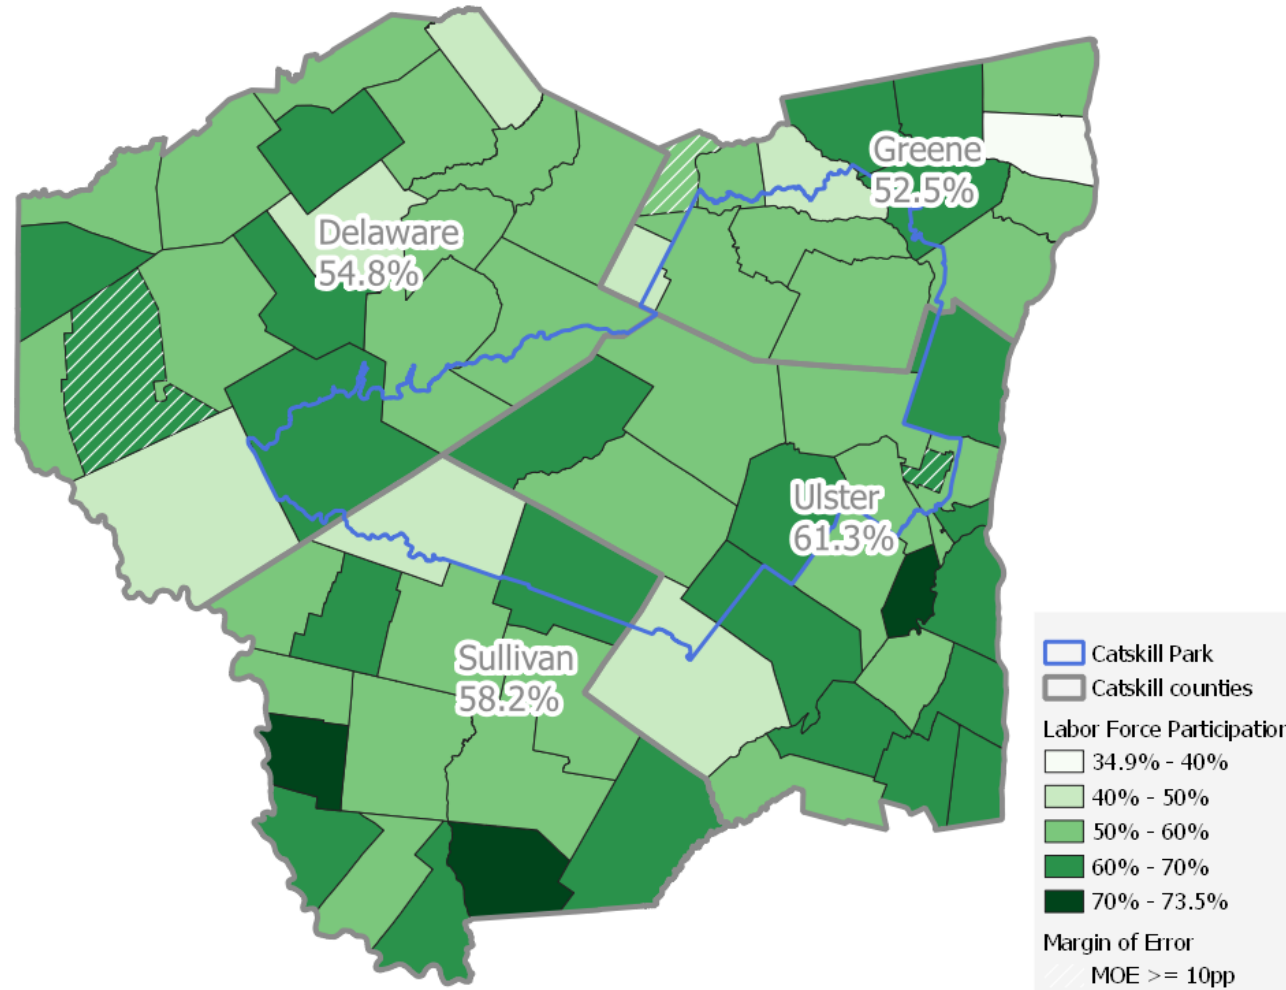 Greene
52.5%
Delaware
54.8%
Ulster
61.3%
Sullivan
58.2%
Catskill Park
Catskill counties
Labor Force Participation
34.9% - 40%
40% - 50%
50% - 60%
60% - 70%
70% - 73.5%
Margin of Error
MOE >= 10pp